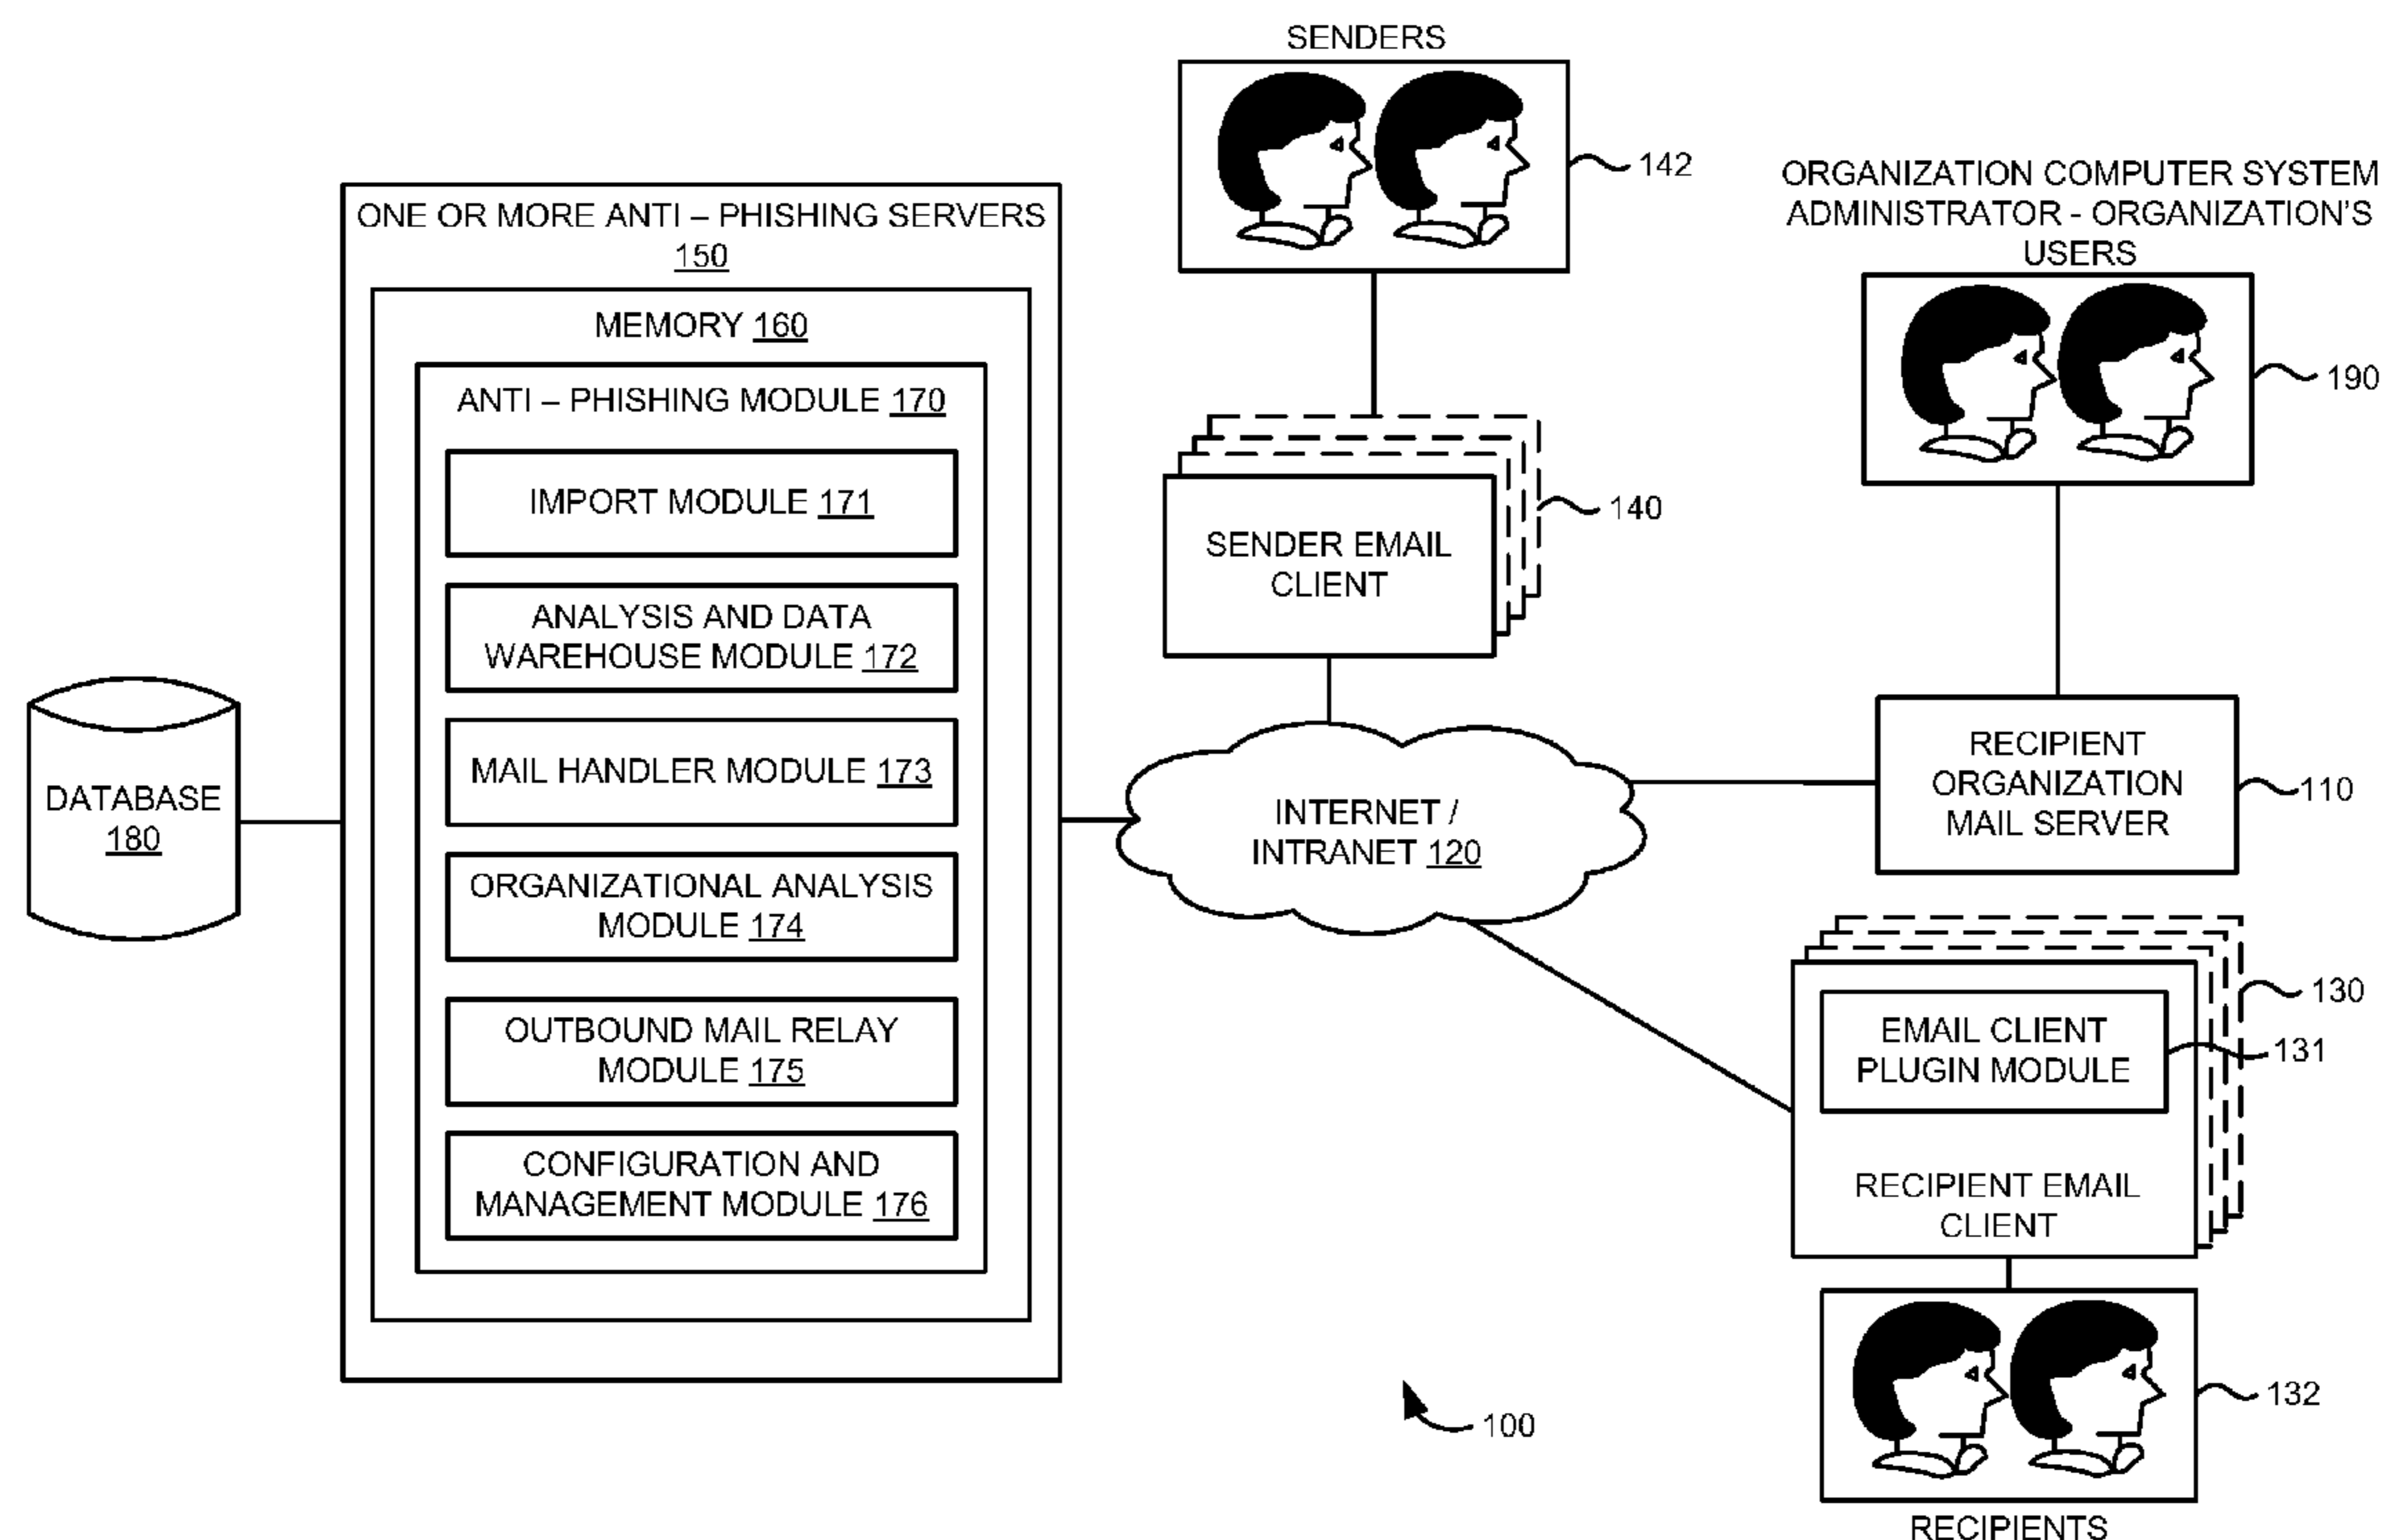 SENDERS
142
ORGANIZATION COMPUTER SYSTEM
ADMINISTRATOR - ORGANIZATION'S
USERS
190
ONE OR MORE ANTI – PHISHING SERVERS
150
MEMORY 160
ANTI – PHISHING MODULE 170
IMPORT MODULE 171
ANALYSIS AND DATA
WAREHOUSE MODULE 172
MAIL HANDLER MODULE 173
ORGANIZATIONAL ANALYSIS
MODULE 174
OUTBOUND MAIL RELAY
MODULE 175
CONFIGURATION AND
MANAGEMENT MODULE 176
DATABASE
180
SENDER EMAIL
CLIENT
140
INTERNET /
INTRANET 120
RECIPIENT
ORGANIZATION
MAIL SERVER
110
130
EMAIL CLIENT
PLUGIN MODULE
131
RECIPIENT EMAIL
CLIENT
132
RECIPIENTS
100